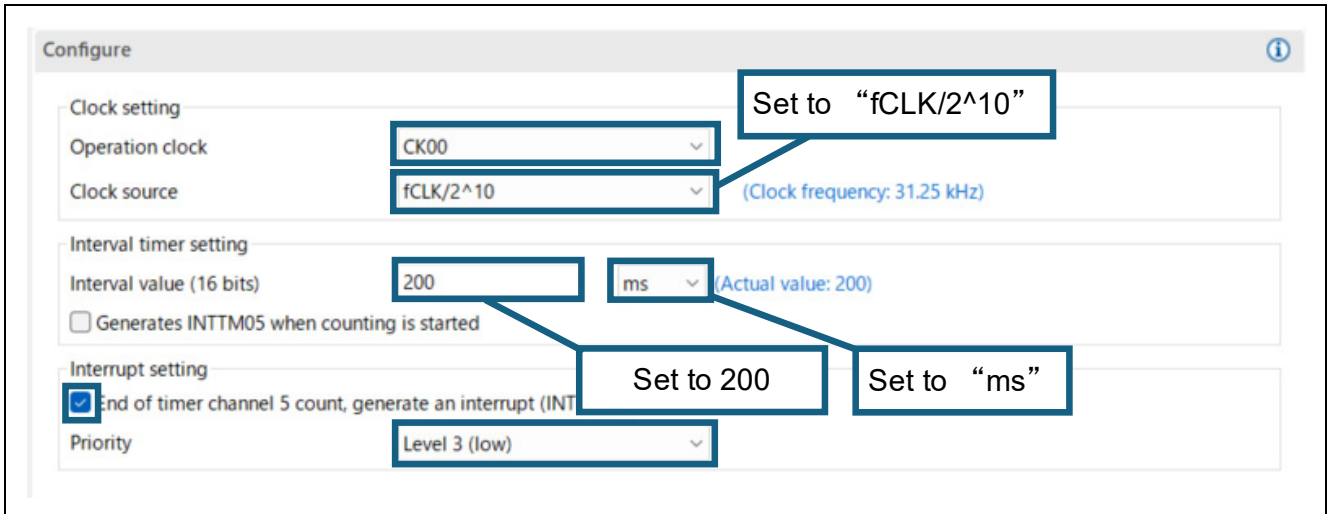 Configure
Set to “fCLK/2^10”
Clock setting
Operation clock CK00
Clock source fCLK/2^10 (Clock frequency: 31.25 kHz)
Interval timer setting
Interval value (16 bits) 200 ms (Actual value: 200)
Generates INTTM05 when counting is started
Set to 200 Set to “ms”
Interrupt setting
End of timer channel 5 count, generate an interrupt (INT
Priority Level 3 (low)